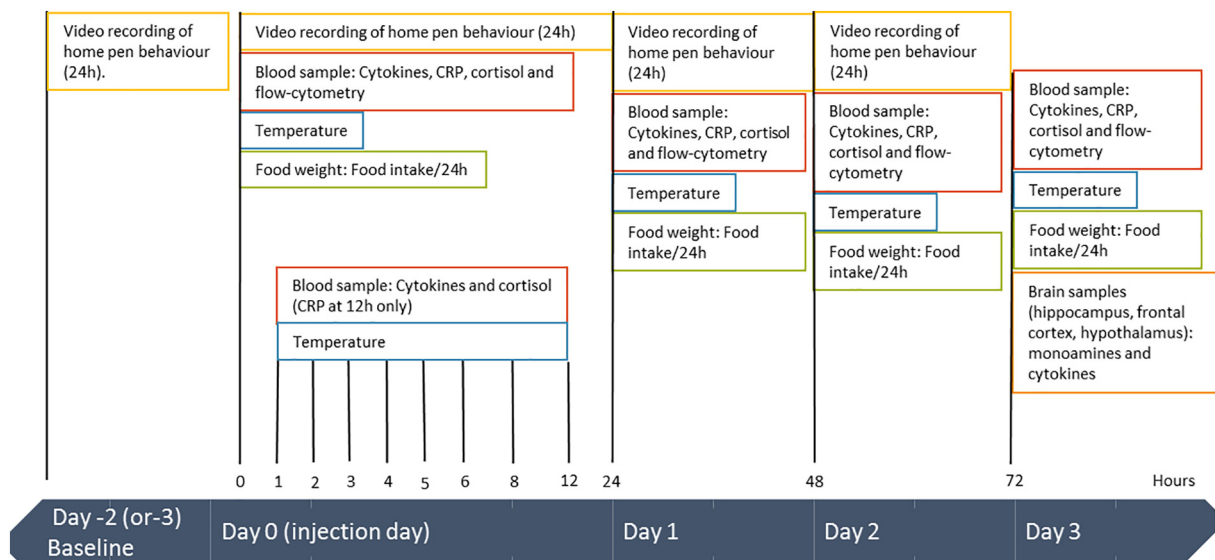 Video recording of
home pen behaviour
(24h).
Video recording of home pen behaviour (24h)
Blood sample: Cytokines, CRP, cortisol and
flow-cytometry
Temperature
Food weight: Food intake/24h
Blood sample: Cytokines and cortisol
(CRP at 12h only)
Temperature
Video recording of
home pen behaviour
(24h)
Blood sample:
Cytokines, CRP, cortisol
and flow-cytometry
Temperature
Food weight: Food
intake/24h
Video recording of
home pen behaviour
(24h)
Blood sample:
Cytokines, CRP,
cortisol and flow-
cytometry
Temperature
Food weight: Food
intake/24h
Blood sample:
Cytokines, CRP,
cortisol and flow-
cytometry
Temperature
Food weight: Food
intake/24h
Brain samples
(hippocampus, frontal
cortex, hypothalamus):
monoamines and
cytokines
0 1 2 3 4 5 6 8 12 24 48 72 Hours
Day -2 (or-3)
Baseline
Day 0 (injection day)
Day 1
Day 2
Day 3